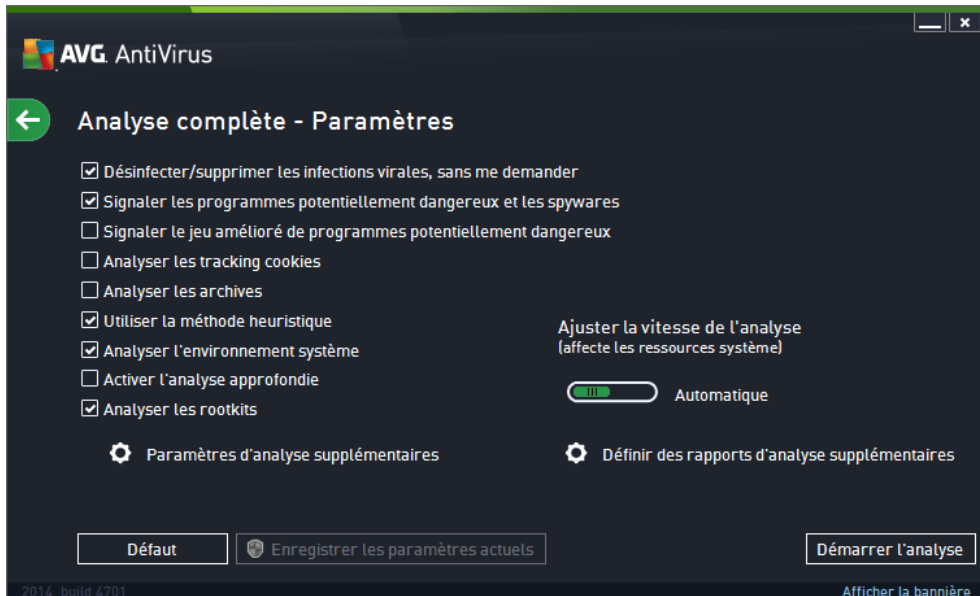 AVG. AntiVirus
Analyse complète - Paramètres
Désinfecter/supprimer les infections virales, sans me demander
Signaler les programmes potentiellement dangereux et les spywares
Signaler le jeu amélioré de programmes potentiellement dangereux
Analyser les tracking cookies
Analyser les archives
Utiliser la méthode heuristique
Analyser l'environnement système
Activer l'analyse approfondie
Analyser les rootkits
Ajuster la vitesse de l'analyse
(affecte les ressources système)
Automatique
Paramètres d'analyse supplémentaires
Définir des rapports d'analyse supplémentaires
Défaut
Enregistrer les paramètres actuels
Démarrer l'analyse
2014 build 4701
Afficher la bannière